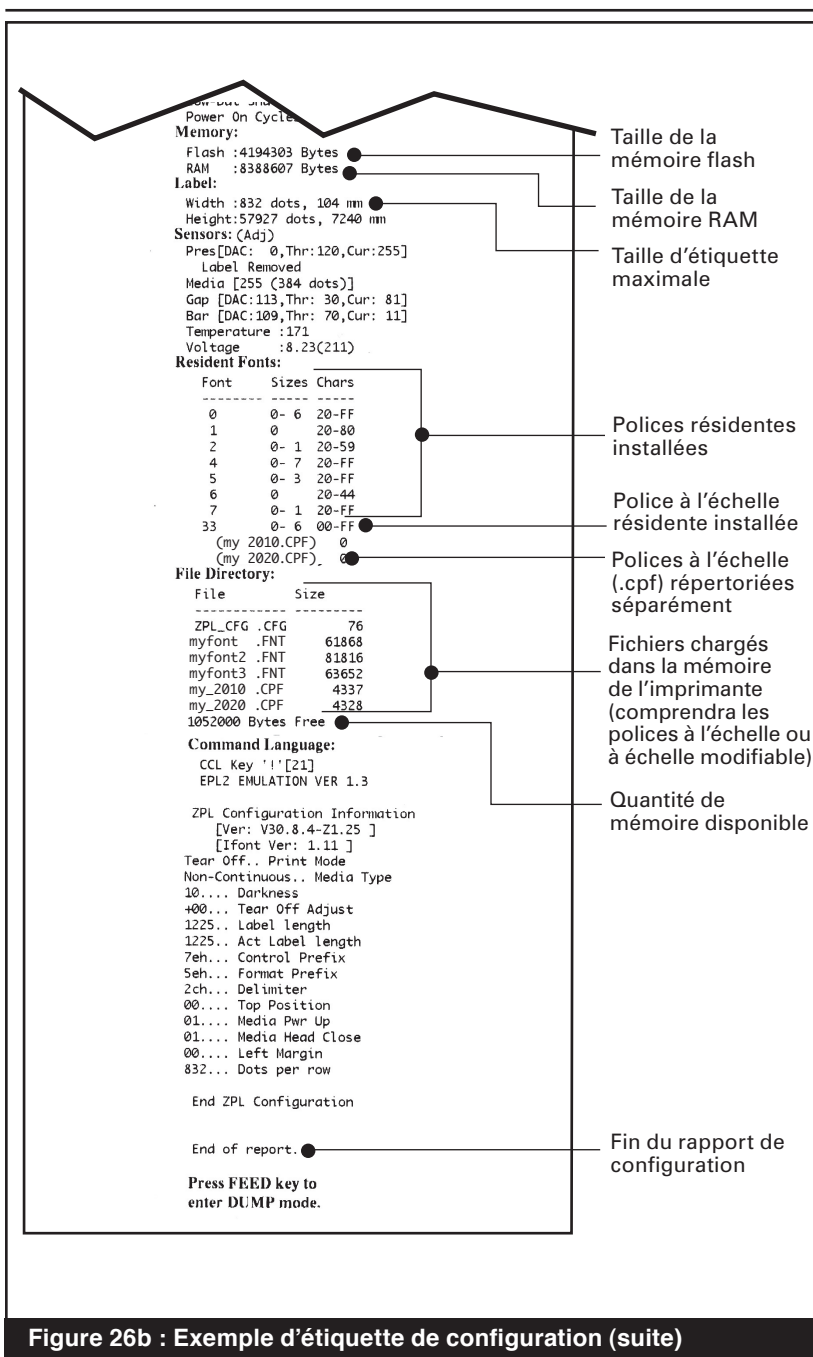 Power On Cycles
Memory:
Flash :4194303 Bytes
RAM :8388607 Bytes
Label:
Width :832 dots, 104 mm
Height:57927 dots, 7240 mm
Sensors: (Adj)
Pres[DAC: 0,Thr:120,Cur:255]
Label Removed
Media [255 (384 dots)]
Gap [DAC:113,Thr: 30,Cur: 81]
Bar [DAC:109,Thr: 70,Cur: 11]
Temperature :171
Voltage :8.23(211)
Resident Fonts:
Font Sizes Chars
-------- ----- -----
0 0- 6 20-FF
1 0 20-80
2 0- 1 20-59
4 0- 7 20-FF
5 0- 3 20-FF
6 0 20-44
7 0- 1 20-FF
33 0- 6 00-FF
(my 2010.CPF) 0
(my 2020.CPF) 0
File Directory:
File Size
------------ ---------
ZPL_CFG .CFG 76
myfont .FNT 61868
myfont2 .FNT 81816
myfont3 .FNT 63652
my_2010 .CPF 4337
my_2020 .CPF 4328
1052000 Bytes Free
Command Language:
CCL Key '!'[21]
EPL2 EMULATION VER 1.3
ZPL Configuration Information
[Ver: V30.8.4-Z1.25 ]
[Ifont Ver: 1.11 ]
Tear Off.. Print Mode
Non-Continuous.. Media Type
10.... Darkness
+00... Tear Off Adjust
1225.. Label length
1225.. Act Label length
7eh... Control Prefix
5eh... Format Prefix
2ch... Delimiter
00.... Top Position
01.... Media Pwr Up
01.... Media Head Close
00.... Left Margin
832... Dots per row
End ZPL Configuration
End of report.
Press FEED key to
enter DUMP mode.
Taille de la
mémoire flash
Taille de la
mémoire RAM
Taille d'étiquette
maximale
Polices résidentes
installées
Police à l'échelle
résidente installée
Polices à l'échelle
(.cpf) répertoriées
séparément
Fichiers chargés
dans la mémoire
de l'imprimante
(comprendra les
polices à l'échelle ou
à échelle modifiable)
Quantité de
mémoire disponible
Fin du rapport de
configuration
Figure 26b : Exemple d'étiquette de configuration (suite)